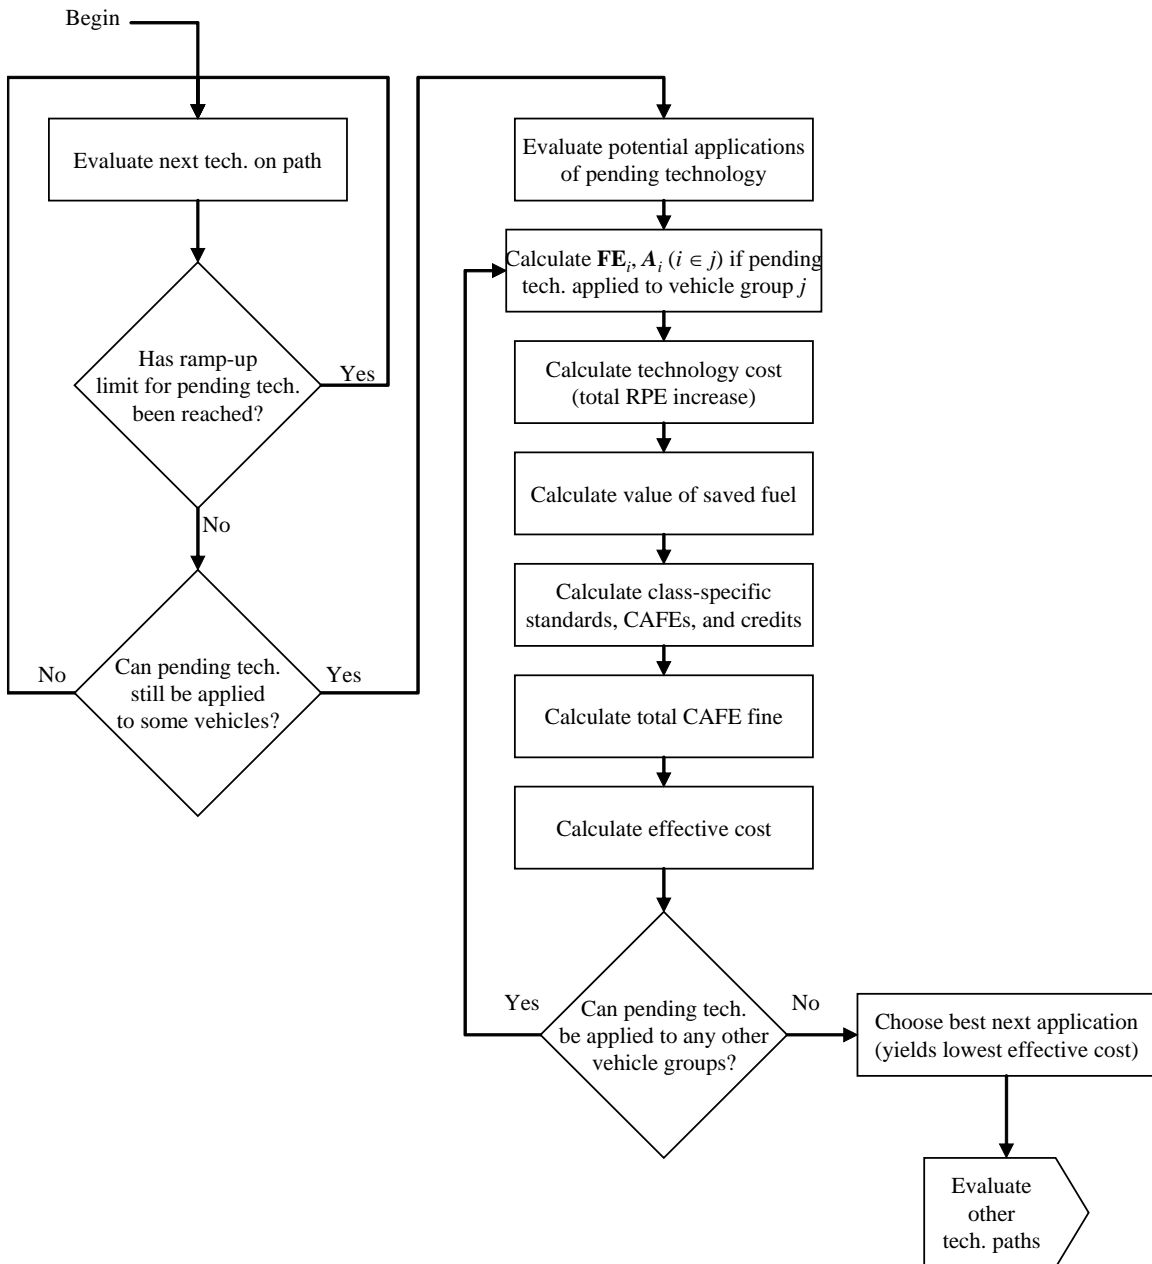 Begin
Evaluate next tech. on path
Has ramp-up
limit for pending tech.
been reached?
Yes
No
Can pending tech.
still be applied
to some vehicles?
No
Yes
Evaluate potential applications
of pending technology
Calculate FEi, Ai (i ∈ j) if pending
tech. applied to vehicle group j
Calculate technology cost
(total RPE increase)
Calculate value of saved fuel
Calculate class-specific
standards, CAFEs, and credits
Calculate total CAFE fine
Calculate effective cost
Can pending tech.
be applied to any other
vehicle groups?
Yes
No
Choose best next application
(yields lowest effective cost)
Evaluate
other
tech. paths